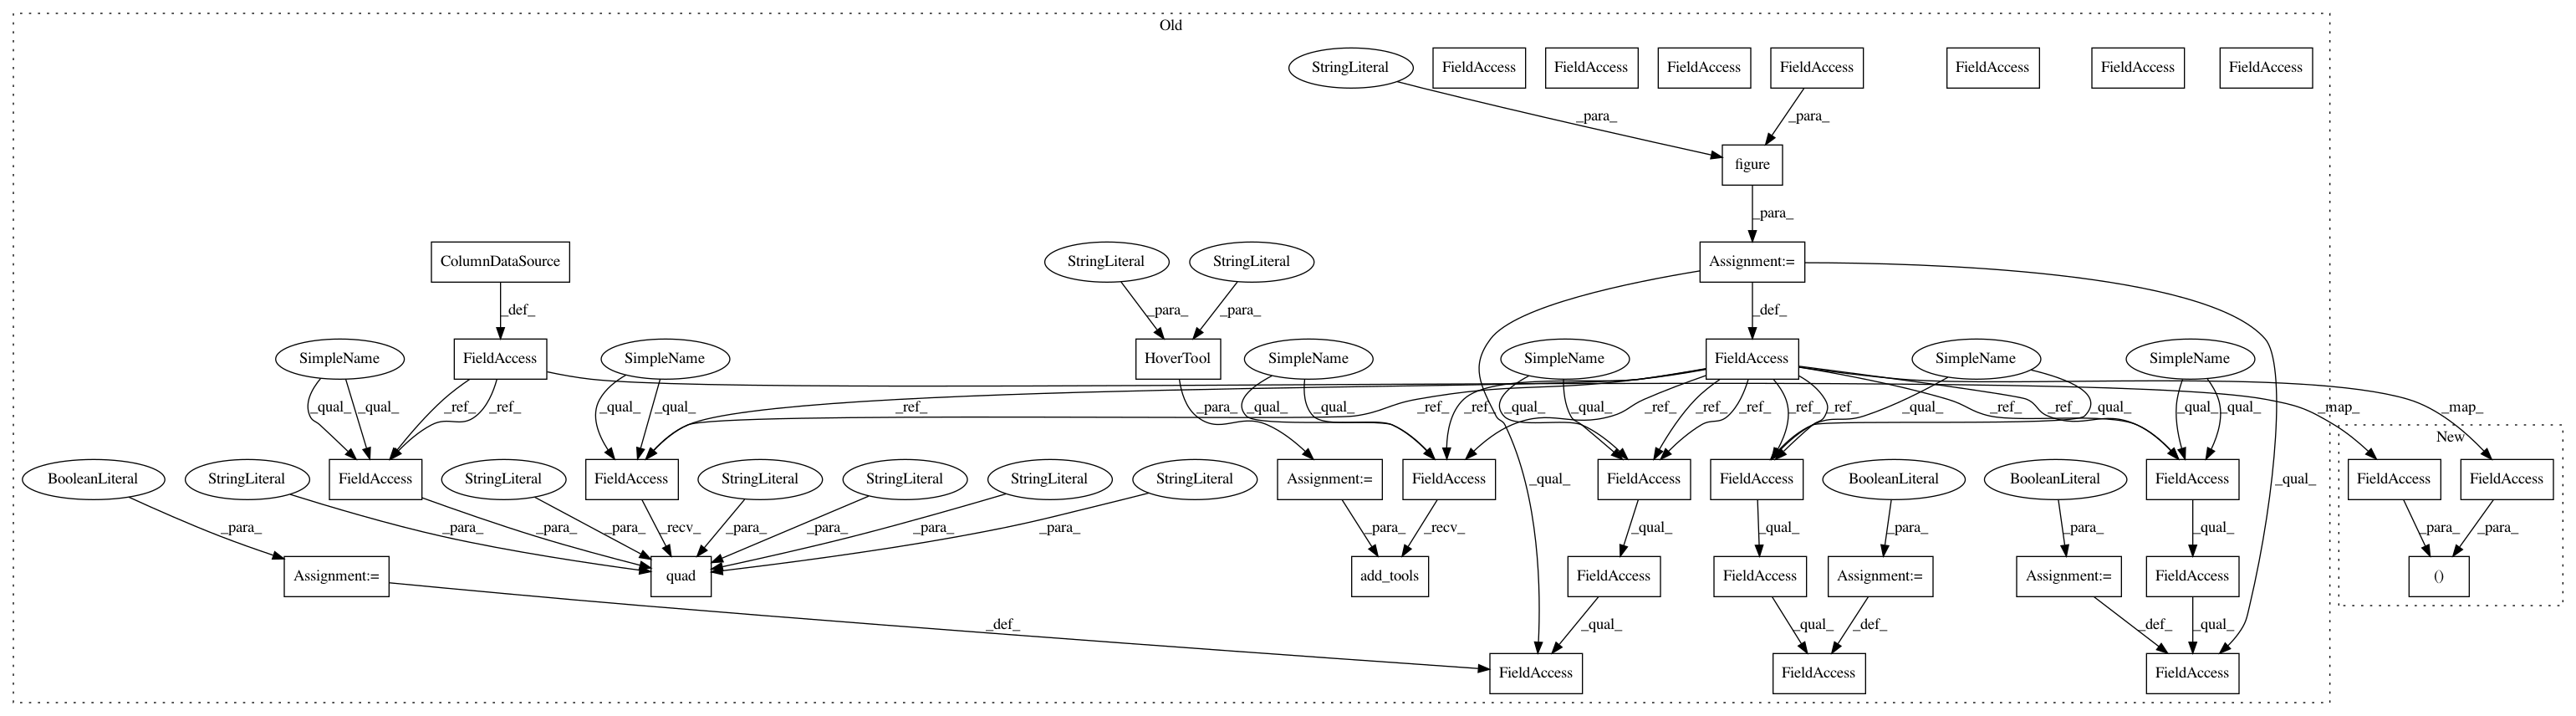 Old
StringLiteral FieldAccess FieldAccess FieldAccess FieldAccess FieldAccess FieldAccess FieldAccess
_para_ _para_
figure
_para_
ColumnDataSource StringLiteral StringLiteral Assignment:=
_def_ _para_ _para_ _def_
SimpleName FieldAccess SimpleName HoverTool SimpleName SimpleName FieldAccess SimpleName SimpleName
_qual_ _qual_ _ref_ _ref_ _qual_ _qual_ _ref_ _para_ _qual_ _qual_ _ref_ _ref_ _ref_ _qual_ _qual_ _ref_ _ref_ _ref_ _ref_ _qual_ _qual_ _ref_ _ref_ _qual_ _qual_ _map_ _map_
New
BooleanLiteral StringLiteral FieldAccess StringLiteral FieldAccess StringLiteral StringLiteral StringLiteral StringLiteral Assignment:= FieldAccess FieldAccess FieldAccess BooleanLiteral BooleanLiteral FieldAccess FieldAccess FieldAccess
_para_ _para_ _para_ _para_ _recv_ _para_ _para_ _para_ _para_ _para_ _recv_ _qual_ _qual_ _qual_ _para_ _para_ _qual_ _qual_ _para_ _para_
Assignment:= quad add_tools FieldAccess FieldAccess Assignment:= Assignment:= FieldAccess ()
_def_ _qual_ _qual_ _def_ _def_ _qual_
FieldAccess FieldAccess FieldAccess